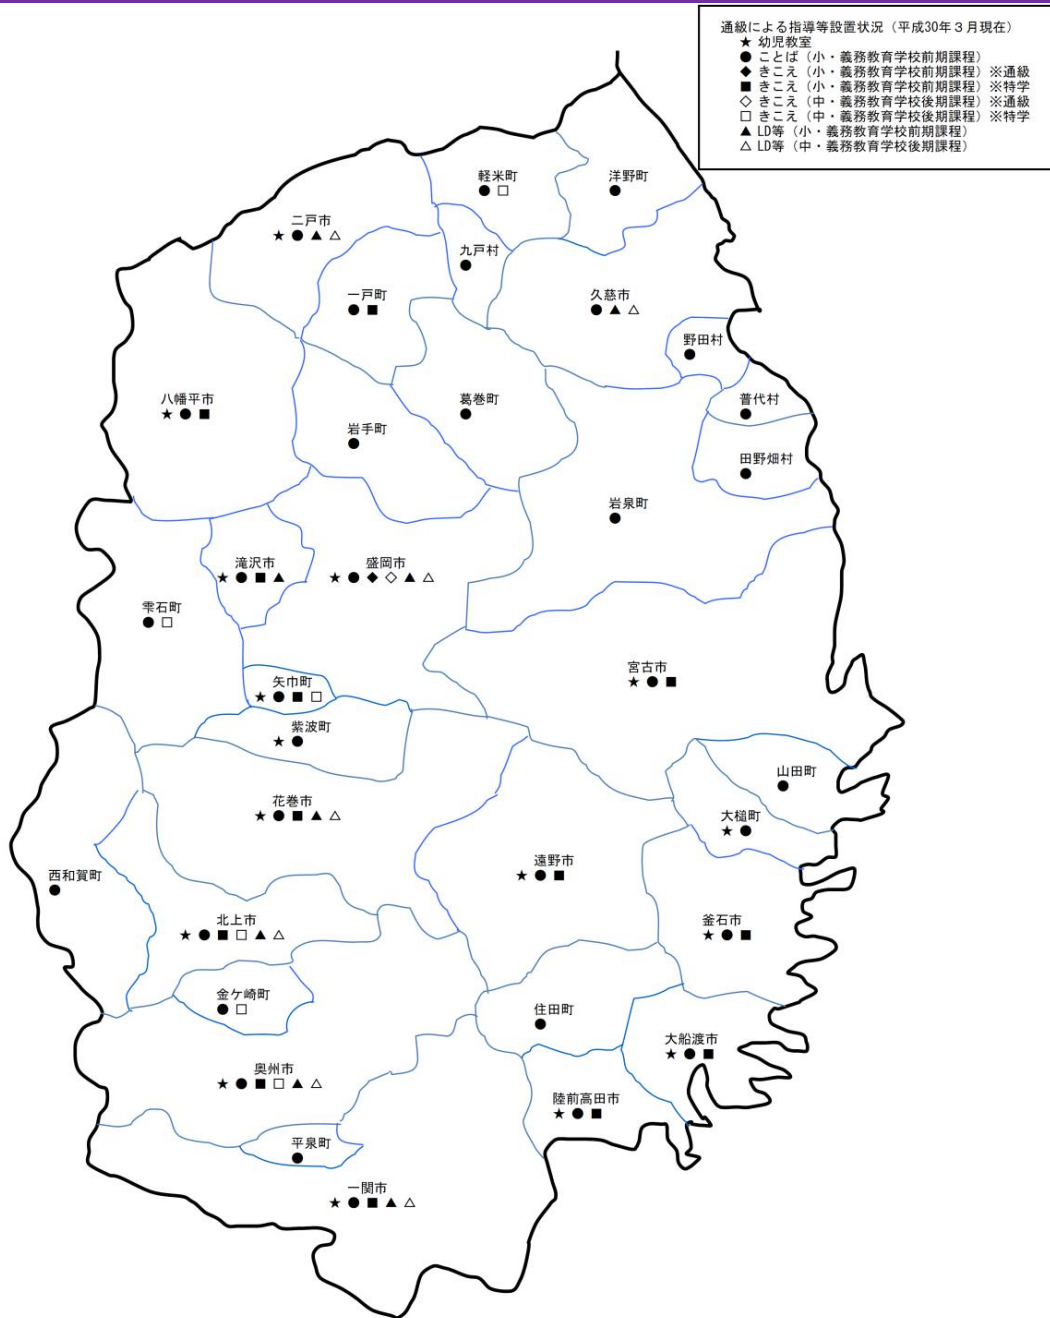 通級による指導等設置状況（平成30年３月現在）
★ 幼児教室
● ことば（小・義務教育学校前期課程）
◆ きこえ（小・義務教育学校前期課程）※通級
■ きこえ（小・義務教育学校前期課程）※特学
◇ きこえ（中・義務教育学校後期課程）※通級
□ きこえ（中・義務教育学校後期課程）※特学
▲ LD等（小・義務教育学校前期課程）
△ LD等（中・義務教育学校後期課程）
軽米町
● □
洋野町
●
二戸市
★ ● ▲ △
九戸村
●
一戸町
● ■
久慈市
● ▲ △
野田村
●
八幡平市
★ ● ■
葛巻町
●
普代村
●
岩手町
●
田野畑村
●
岩泉町
●
滝沢市
★ ● ■ ▲
盛岡市
★ ● ◆ ◇ ▲ △
雫石町
● □
宮古市
★ ● ■
矢巾町
★ ● ■ □
紫波町
★ ●
山田町
●
花巻市
★ ● ■ ▲ △
大槌町
★ ●
遠野市
★ ● ■
西和賀町
●
北上市
★ ● ■ □ ▲ △
釜石市
★ ● ■
金ケ崎町
● □
住田町
●
大船渡市
★ ● ■
奥州市
★ ● ■ □ ▲ △
陸前高田市
★ ● ■
平泉町
●
一関市
★ ● ■ ▲ △